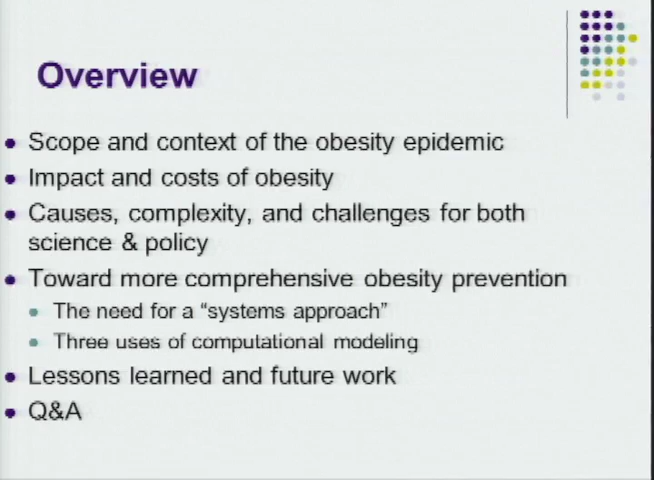 Overview
Scope and context of the obesity epidemic
Impact and costs of obesity
Causes, complexity, and challenges for both
science & policy
Toward more comprehensive obesity prevention
The need for a “systems approach”
Three uses of computational modeling
Lessons learned and future work
Q&A